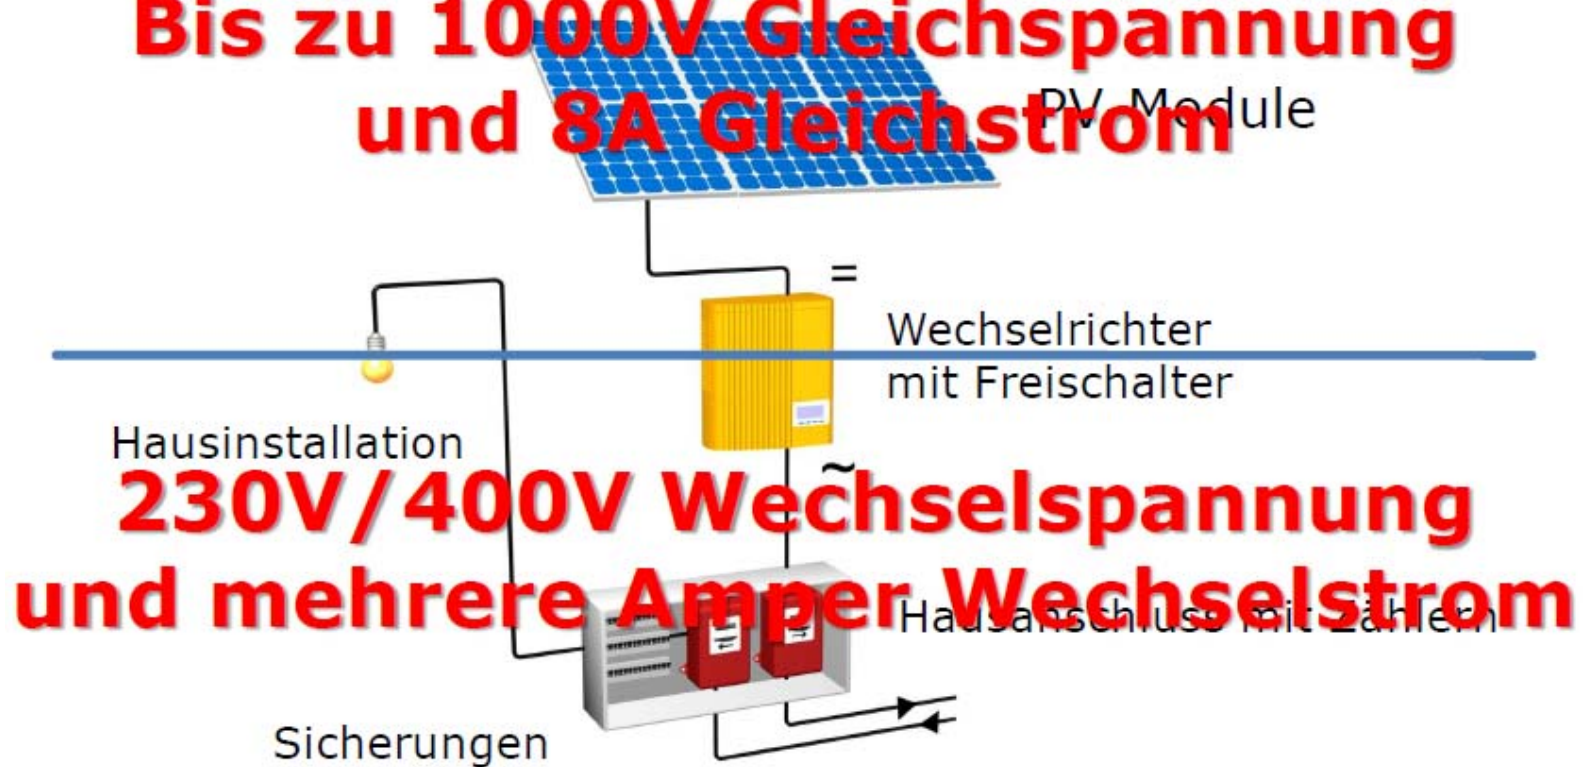 Bis zu 1000V Gleichspannung
und 8A Gleichstrom
PV-Module
=
Wechselrichter
mit Freischalter
Hausinstallation
~
230V/400V Wechselspannung
und mehrere Amper Wechselstrom
Hausanschluss mit Zählern
Sicherungen